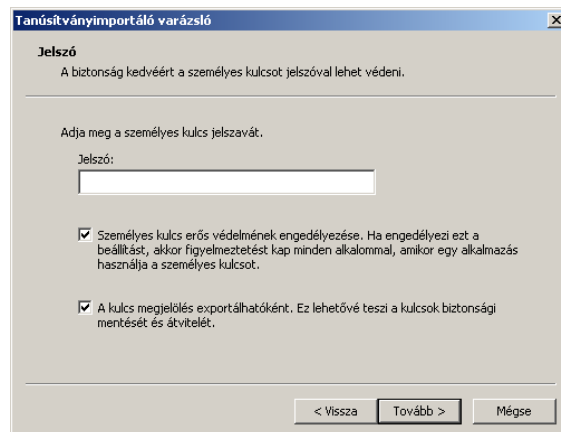 Tanúsítványimportáló varázsló
Jelszó
A biztonság kedvéért a személyes kulcsot jelszóval lehet védeni.
Adja meg a személyes kulcs jelszavát.
Jelszó:
Személyes kulcs erős védelmének engedélyezése. Ha engedélyezi ezt a
beállítást, akkor figyelmeztetést kap minden alkalommal, amikor egy alkalmazás
használja a személyes kulcsot.
A kulcs megjelölés exportálhatóként. Ez lehetővé teszi a kulcsok biztonsági
mentését és átvitelét.
< Vissza Tovább > Mégse